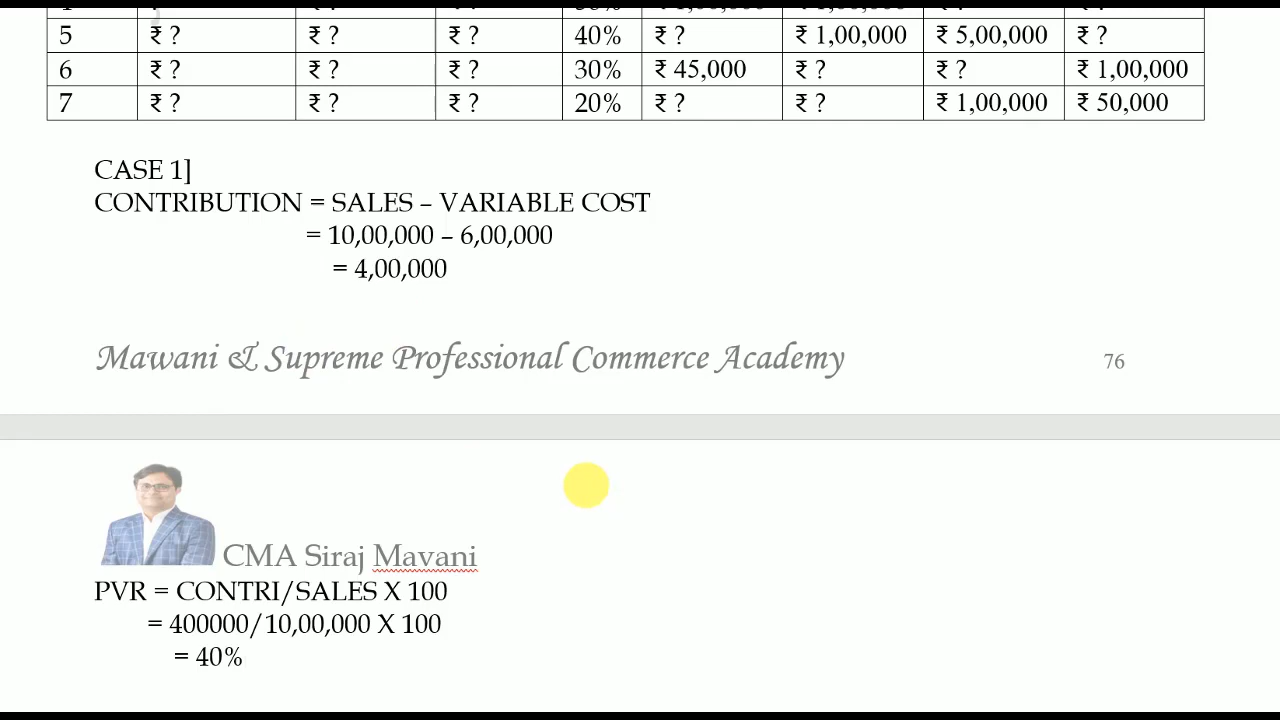 5 ₹ ? ₹ ? ₹ ? 40% ₹ ? ₹ 1,00,000 ₹ 5,00,000 ₹ ?
6 ₹ ? ₹ ? ₹ ? 30% ₹ 45,000 ₹ ? ₹ ? ₹ 1,00,000
7 ₹ ? ₹ ? ₹ ? 20% ₹ ? ₹ ? ₹ 1,00,000 ₹ 50,000
CASE 1]
CONTRIBUTION = SALES – VARIABLE COST
= 10,00,000 – 6,00,000
= 4,00,000
Mawani & Supreme Professional Commerce Academy 76
CMA Siraj Mavani
PVR = CONTRI/SALES X 100
= 400000/10,00,000 X 100
= 40%